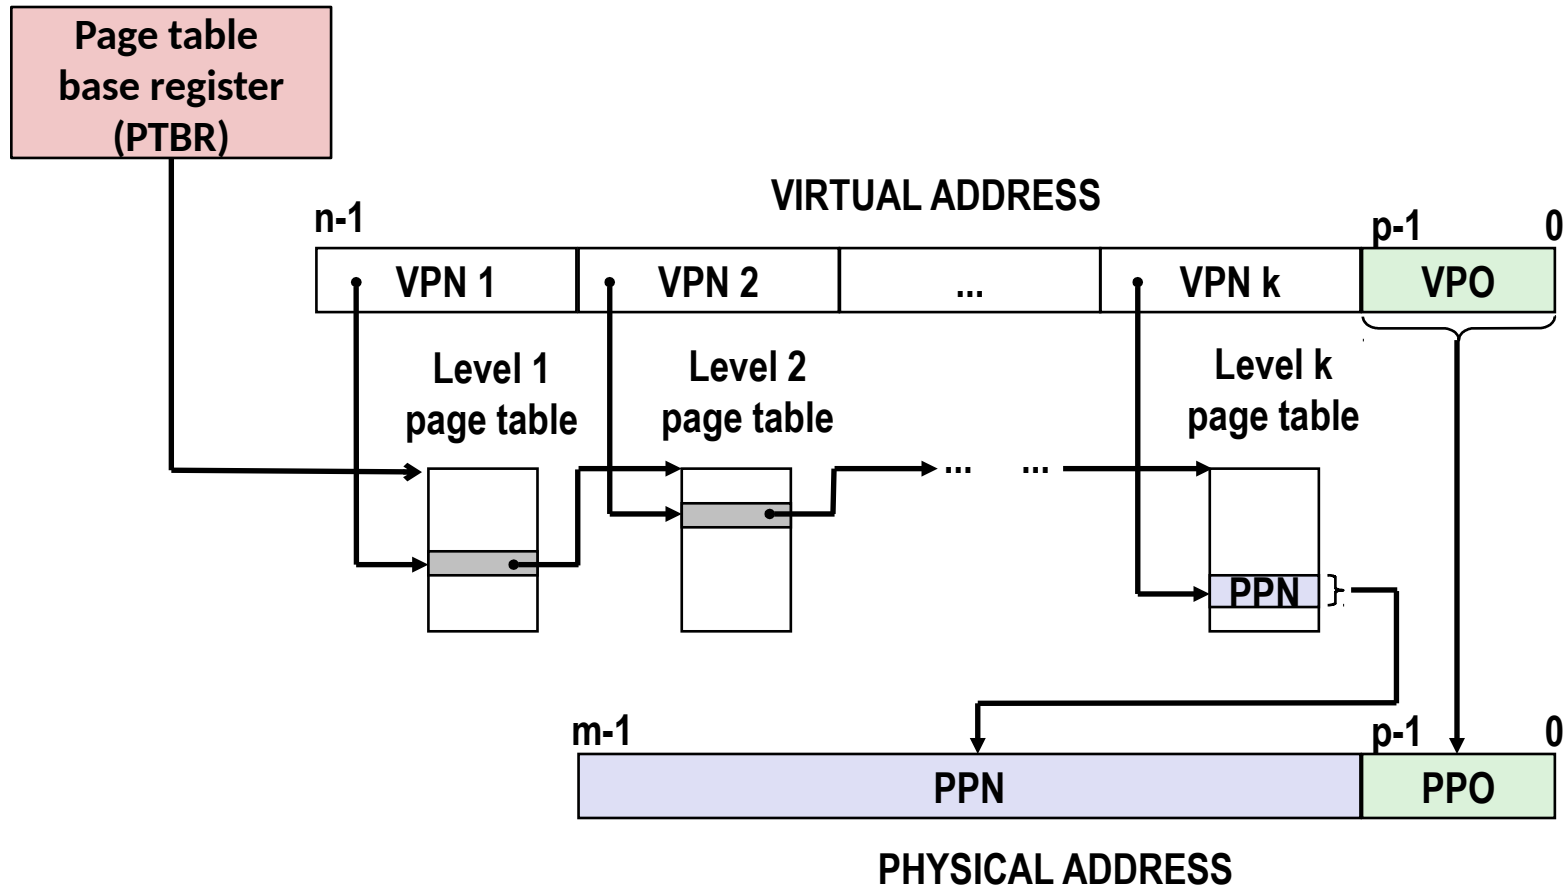 Page table
base register
(PTBR)
VIRTUAL ADDRESS
n-1
p-1 0
VPN 1 VPN 2 ... VPN k VPO
Level 1
page table
Level 2
page table
Level k
page table
... ...
PPN
m-1
p-1 0
PPN PPO
PHYSICAL ADDRESS